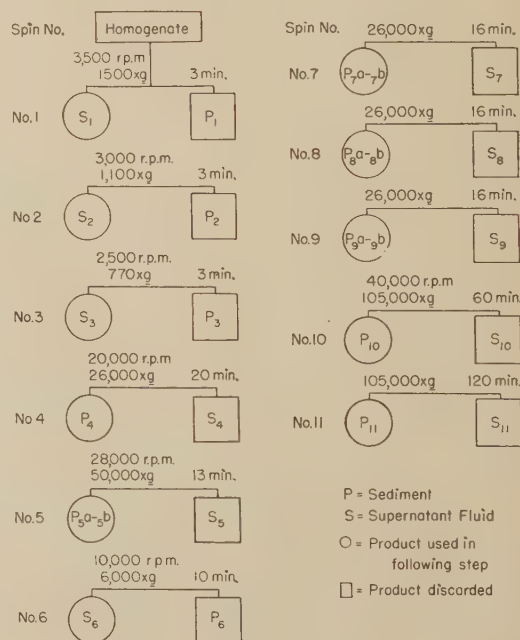 Spin No. Homogenate
3,500 r.p.m
1500xg 3 min.
No.1 S1 P1
3,000 r.p.m.
1,100xg 3 min.
No 2 S2 P2
2,500 r.p.m.
770xg 3 min.
No.3 S3 P3
20,000 r.p.m
26,000xg 20 min.
No 4 P4 S4
28,000 r.p.m.
50,000xg 13 min.
No.5 P5a-5b S5
10,000 r.p.m.
6,000xg 10 min.
No.6 S6 P6
Spin No. 26,000xg 16 min.
No.7 P7a-7b S7
26,000xg 16 min.
No.8 P8a-8b S8
26,000xg 16 min.
No.9 P9a-9b S9
40,000 r.p.m
105,000xg 60 min.
No.10 P10 S10
105,000xg 120 min.
No.11 P11 S11
P = Sediment
S = Supernatant Fluid
= Product used in
following step
= Product discarded